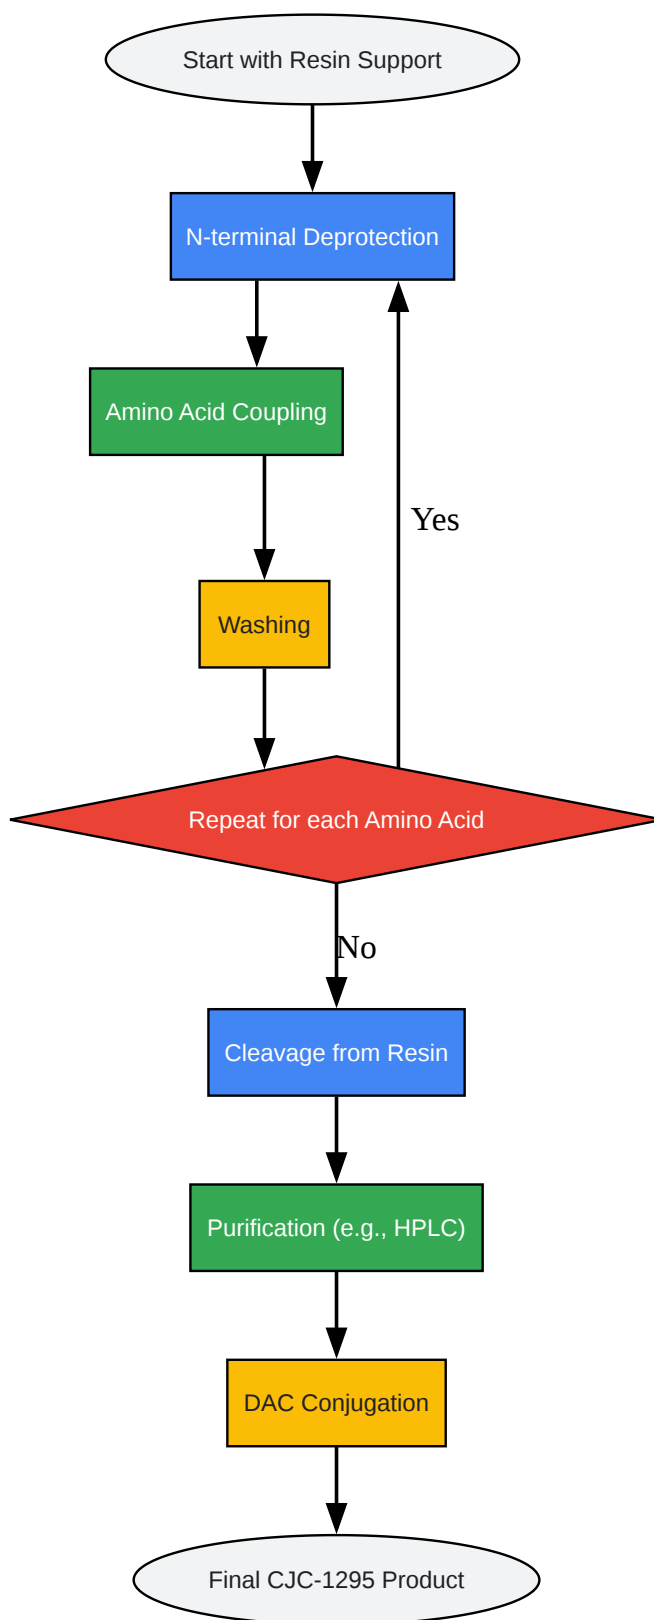 Start with Resin Support
N-terminal Deprotection
Amino Acid Coupling
Yes
Washing
Repeat for each Amino Acid
No
Cleavage from Resin
Purification (e.g., HPLC)
DAC Conjugation
Final CJC-1295 Product